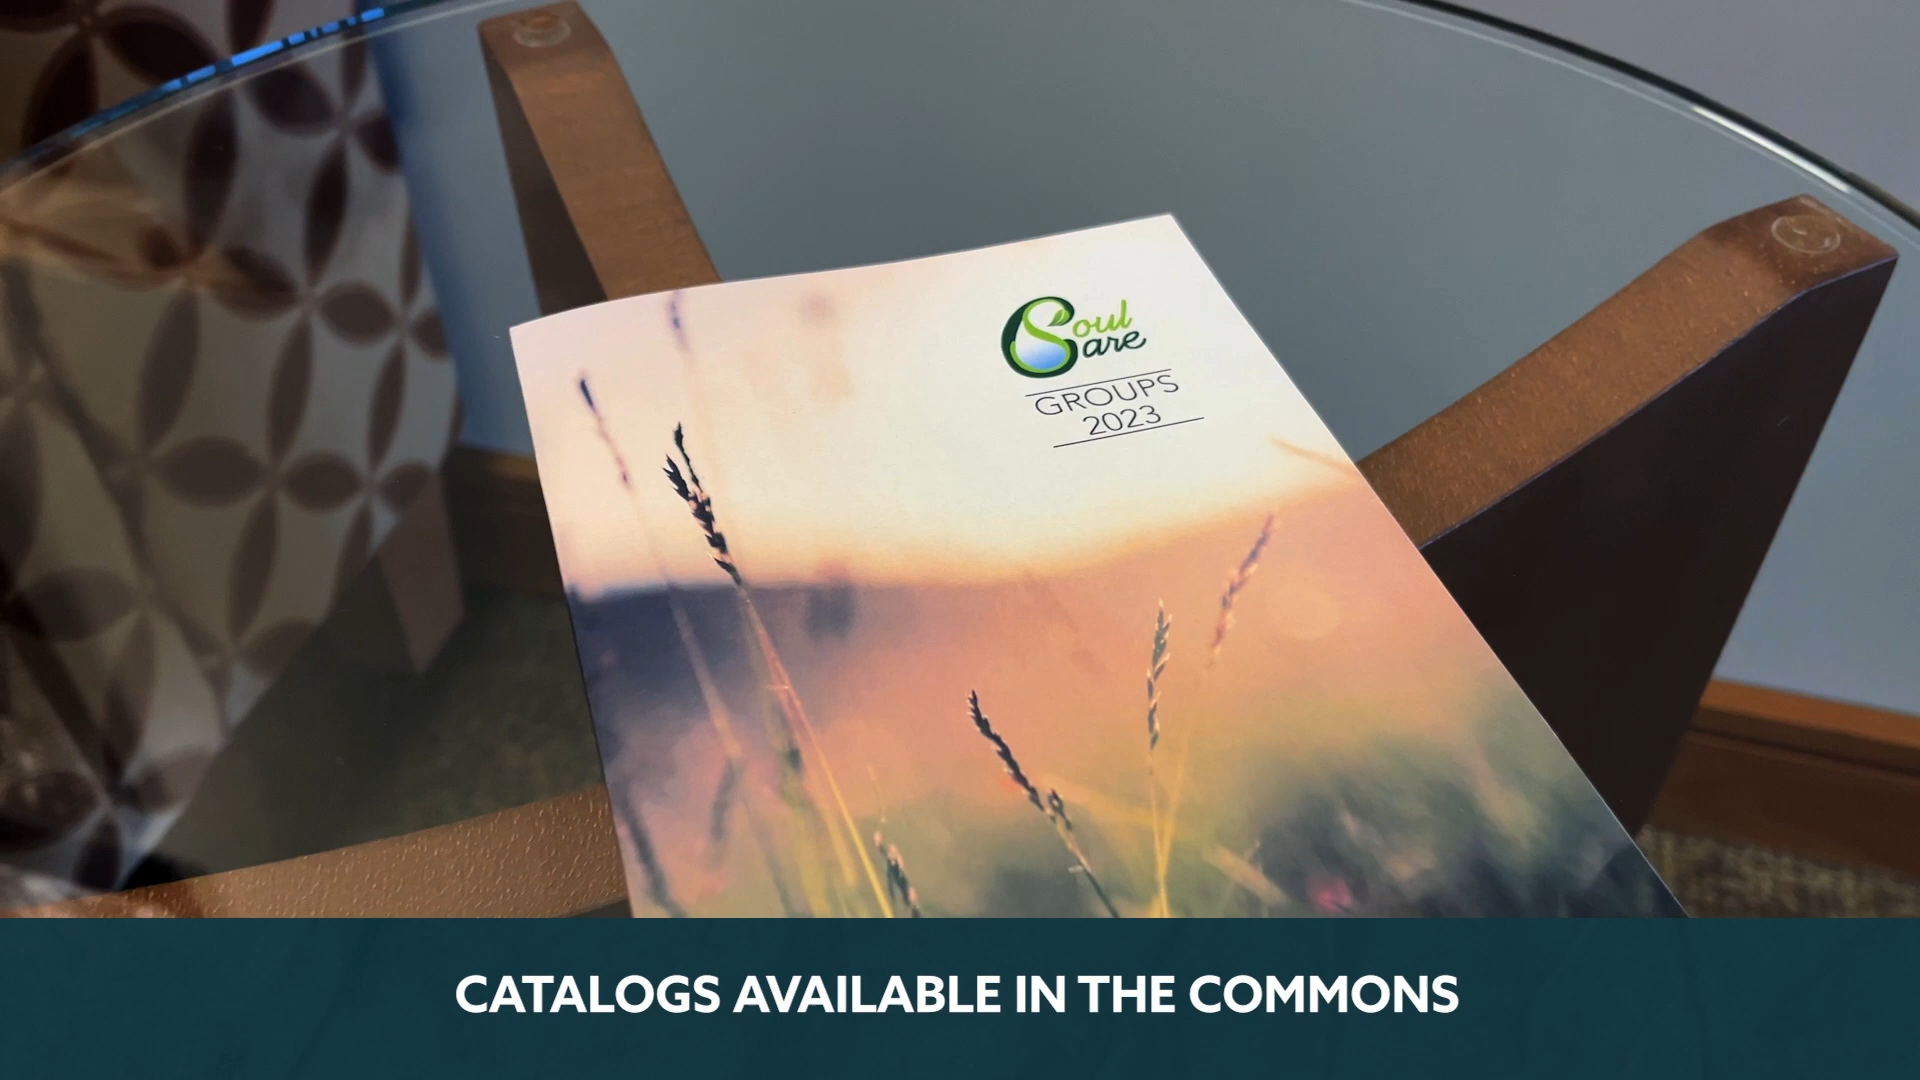 Soul
Care
GROUPS
2023
CATALOGS AVAILABLE IN THE COMMONS